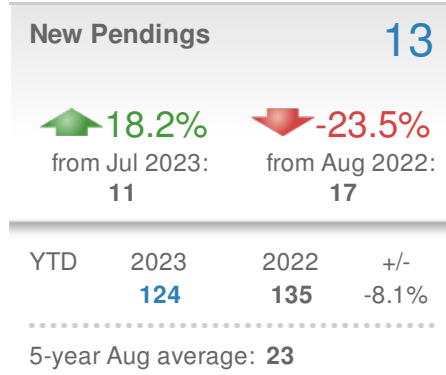 New Pendings 13
18.2% -23.5%
from Jul 2023: from Aug 2022:
11 17
YTD 2023 2022 +/-
124 135 -8.1%
5-year Aug average: 23